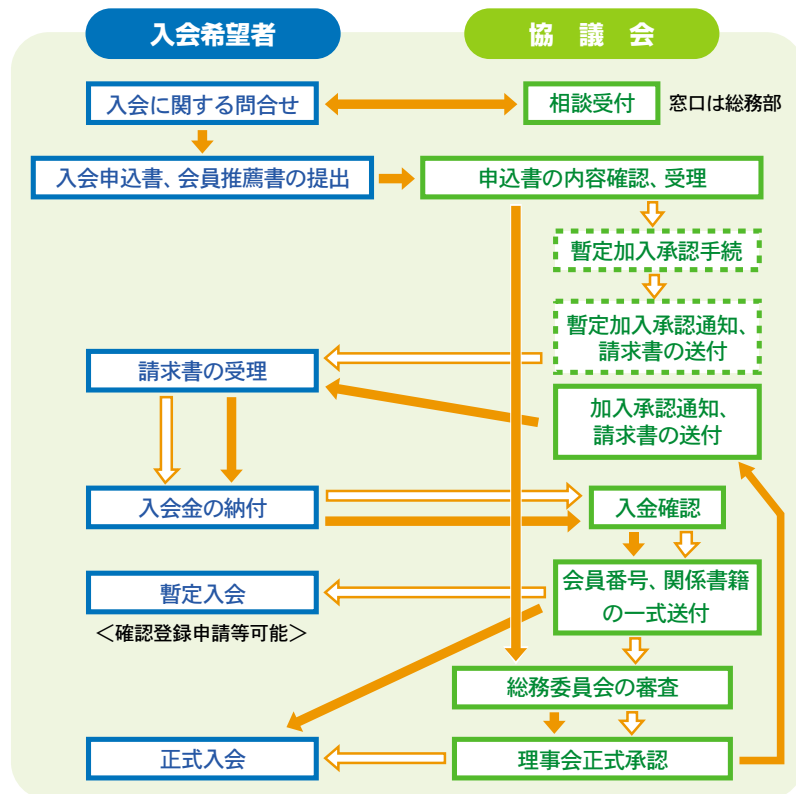 入会希望者
協議会
入会に関する問合せ
相談受付
窓口は総務部
入会申込書、会員推薦書の提出
申込書の内容確認、受理
暫定加入承認手続
暫定加入承認通知、
請求書の送付
請求書の受理
加入承認通知、
請求書の送付
入会金の納付
入金確認
暫定入会
＜確認登録申請等可能＞
会員番号、関係書籍
の一式送付
総務委員会の審査
正式入会
理事会正式承認